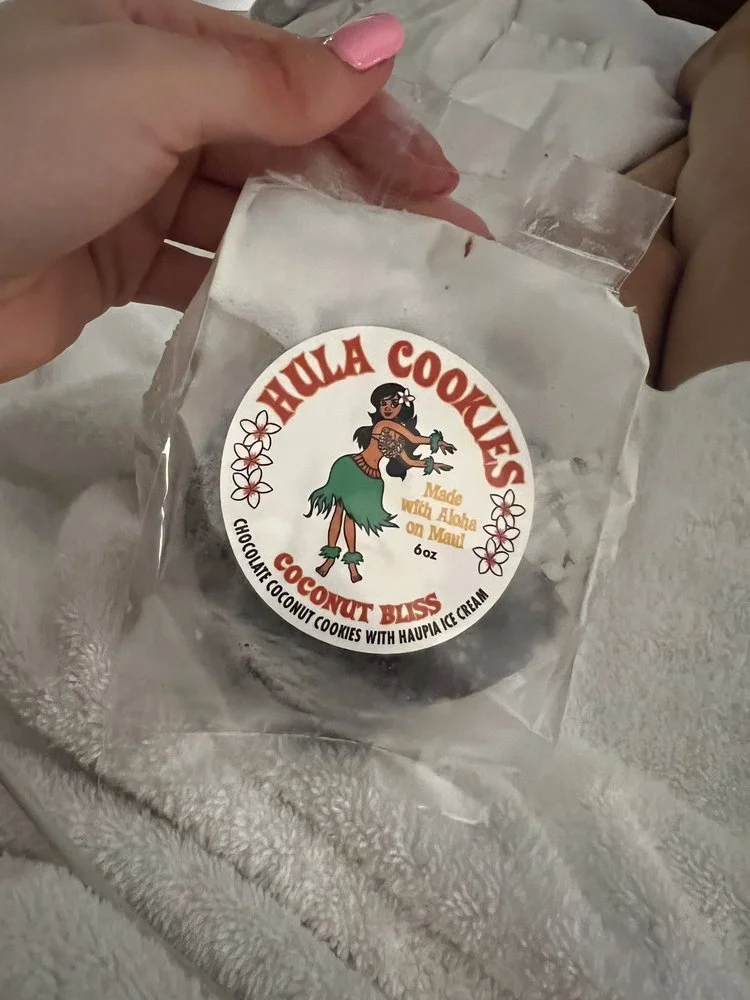 HULA COOKIES
Made
with Aloha
on Maui
6oz
COCONUT BLISS
CHOCOLATE COCONUT COOKIES WITH HAUPIA ICE CREAM